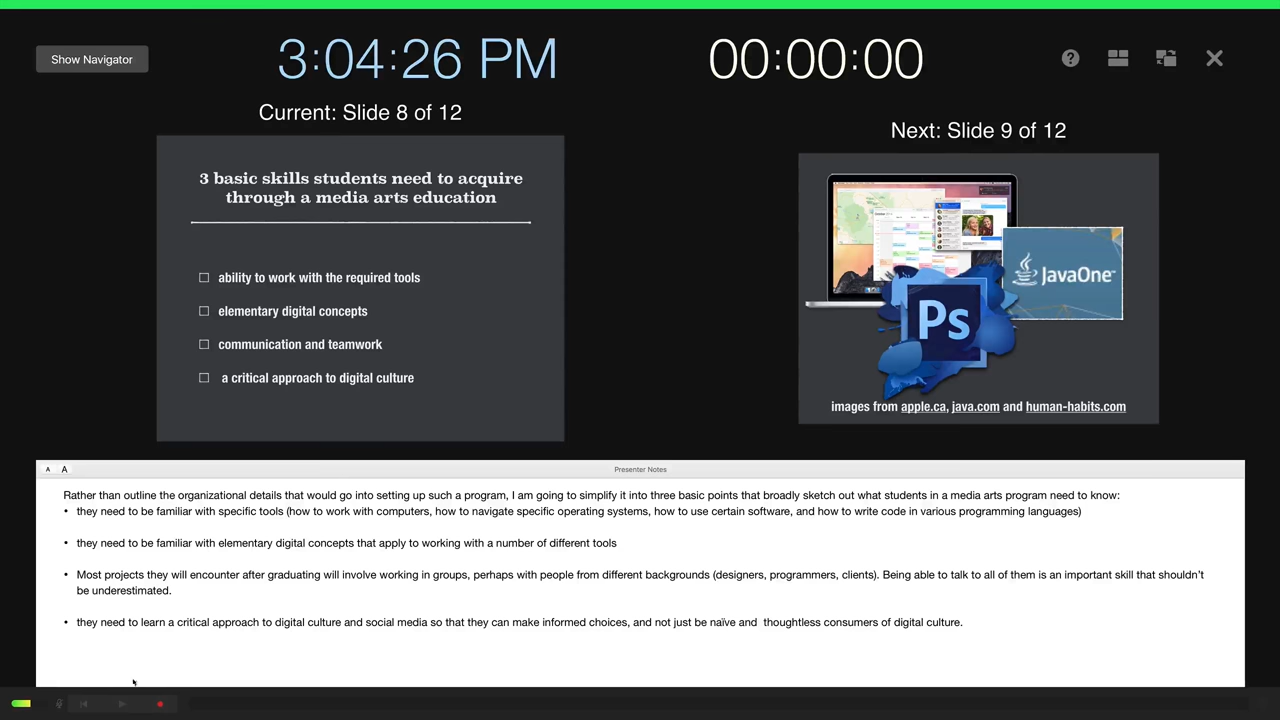 Show Navigator
3:04:26 PM
00:00:00
Current: Slide 8 of 12
Next: Slide 9 of 12
3 basic skills students need to acquire
through a media arts education
ability to work with the required tools
elementary digital concepts
communication and teamwork
a critical approach to digital culture
JavaOne
Ps
images from apple.ca, java.com and human-habits.com
A A
Presenter Notes
Rather than outline the organizational details that would go into setting up such a program, I am going to simplify it into three basic points that broadly sketch out what students in a media arts program need to know:
• they need to be familiar with specific tools (how to work with computers, how to navigate specific operating systems, how to use certain software, and how to write code in various programming languages)
• they need to be familiar with elementary digital concepts that apply to working with a number of different tools
• Most projects they will encounter after graduating will involve working in groups, perhaps with people from different backgrounds (designers, programmers, clients). Being able to talk to all of them is an important skill that shouldn't
be underestimated.
• they need to learn a critical approach to digital culture and social media so that they can make informed choices, and not just be naïve and thoughtless consumers of digital culture.